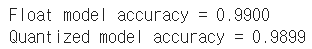 Float model accuracy = 0.9900
Quantized model accuracy = 0.9899